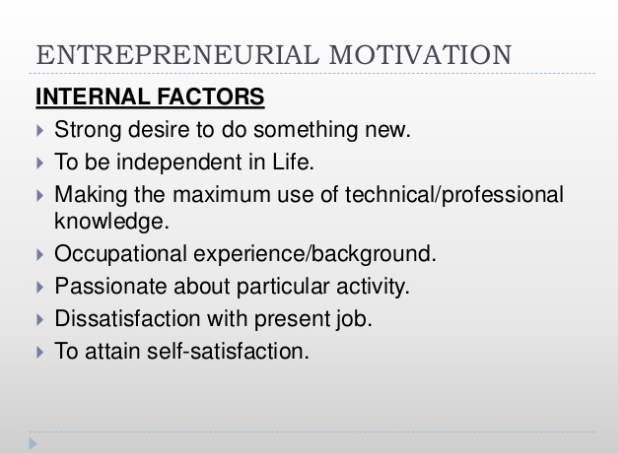 ENTREPRENEURIAL MOTIVATION
INTERNAL FACTORS
Strong desire to do something new.
To be independent in Life.
Making the maximum use of technical/professional
knowledge.
Occupational experience/background.
Passionate about particular activity.
Dissatisfaction with present job.
To attain self-satisfaction.